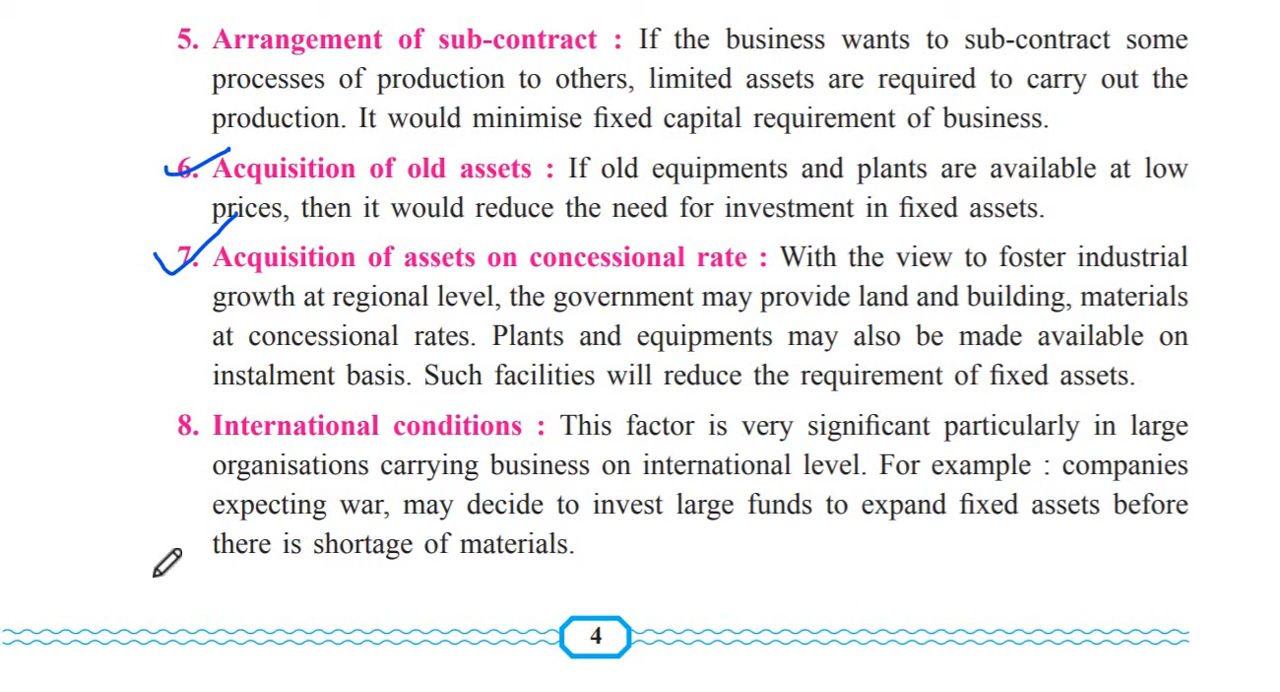 5. Arrangement of sub-contract : If the business wants to sub-contract some
processes of production to others, limited assets are required to carry out the
production. It would minimise fixed capital requirement of business.
6. Acquisition of old assets : If old equipments and plants are available at low
prices, then it would reduce the need for investment in fixed assets.
7. Acquisition of assets on concessional rate : With the view to foster industrial
growth at regional level, the government may provide land and building, materials
at concessional rates. Plants and equipments may also be made available on
instalment basis. Such facilities will reduce the requirement of fixed assets.
8. International conditions : This factor is very significant particularly in large
organisations carrying business on international level. For example : companies
expecting war, may decide to invest large funds to expand fixed assets before
there is shortage of materials.
4